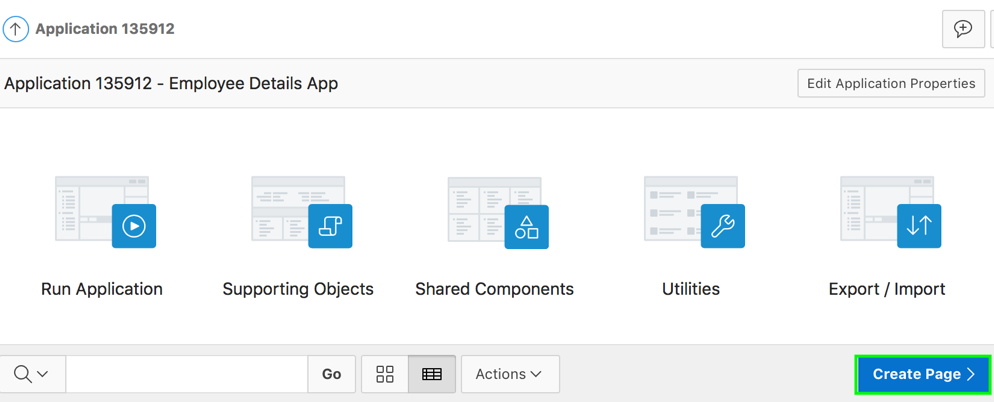 Application 135912
Application 135912 - Employee Details App
Edit Application Properties
Run Application
Supporting Objects
Shared Components
Utilities
Export / Import
Go
Actions
Create Page